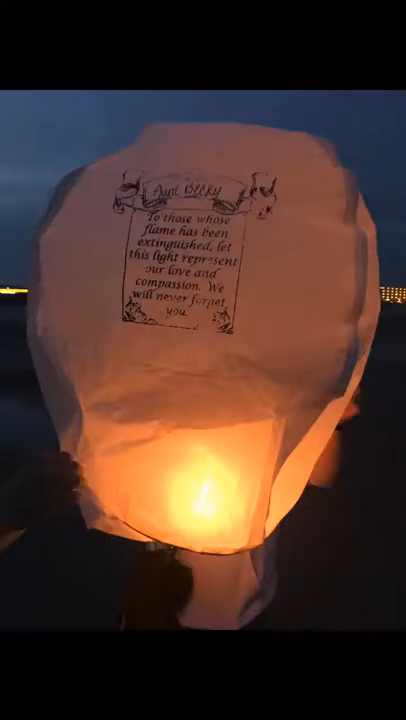 Aunt Becky
To those whose
flame has been
extinguished, let
this light represent
our love and
compassion. We
will never forget
you.